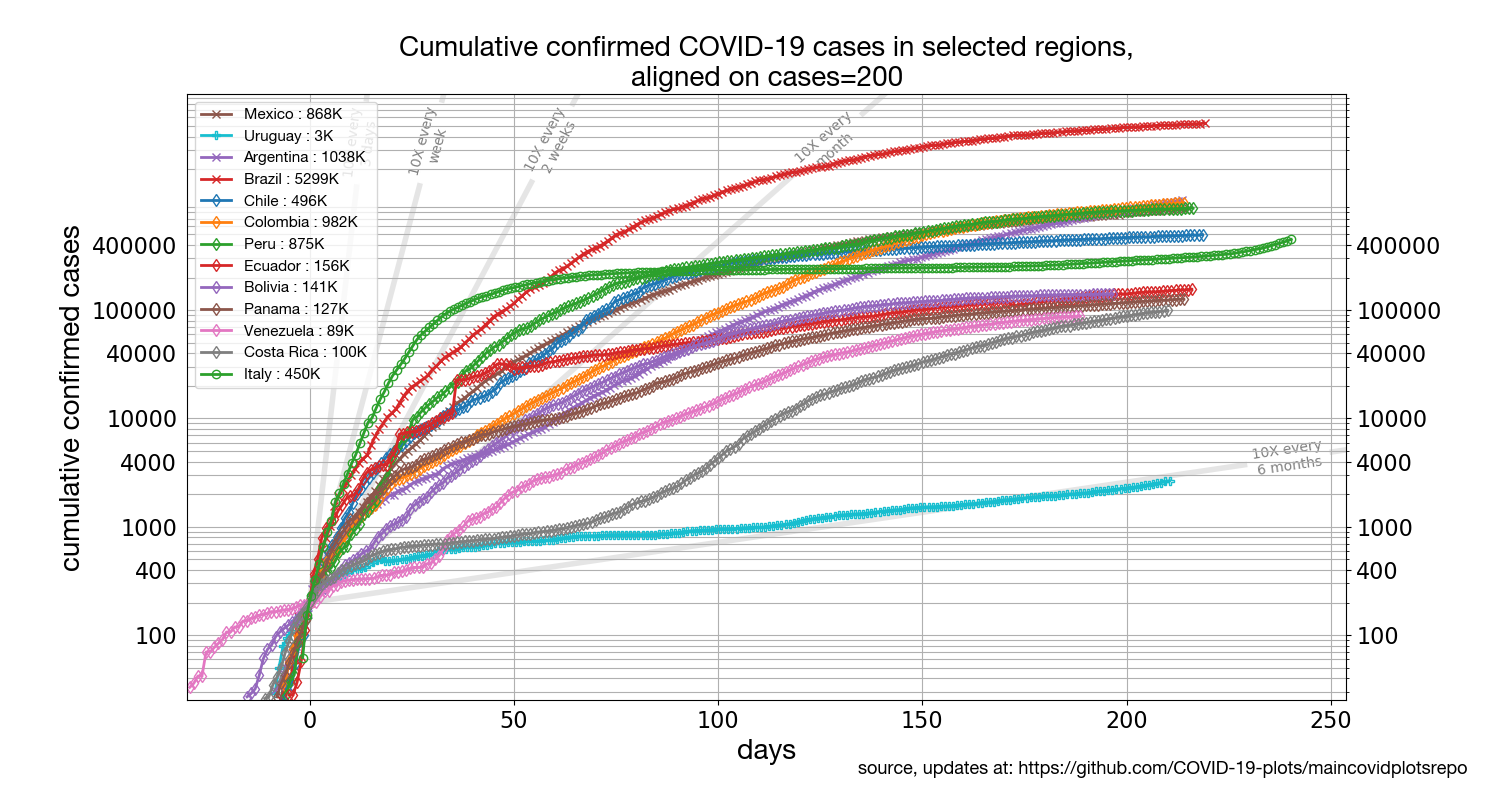 Cumulative confirmed COVID-19 cases in selected regions,
aligned on cases=200
Mexico : 868K
Uruguay : 3K
Argentina : 1038K
Brazil : 5299K
Chile : 496K
Colombia : 982K
Peru : 875K
Ecuador : 156K
Bolivia : 141K
Panama : 127K
Venezuela : 89K
Costa Rica : 100K
Italy : 450K
10X every
days
10X every
week
10X every
2 weeks
10X every
month
10X every
6 months
cumulative confirmed cases
400000
100000
40000
10000
4000
1000
400
100
400000
100000
40000
10000
4000
1000
400
100
0
50
100
150
200
250
days
source, updates at: https://github.com/COVID-19-plots/maincovidplotsrepo